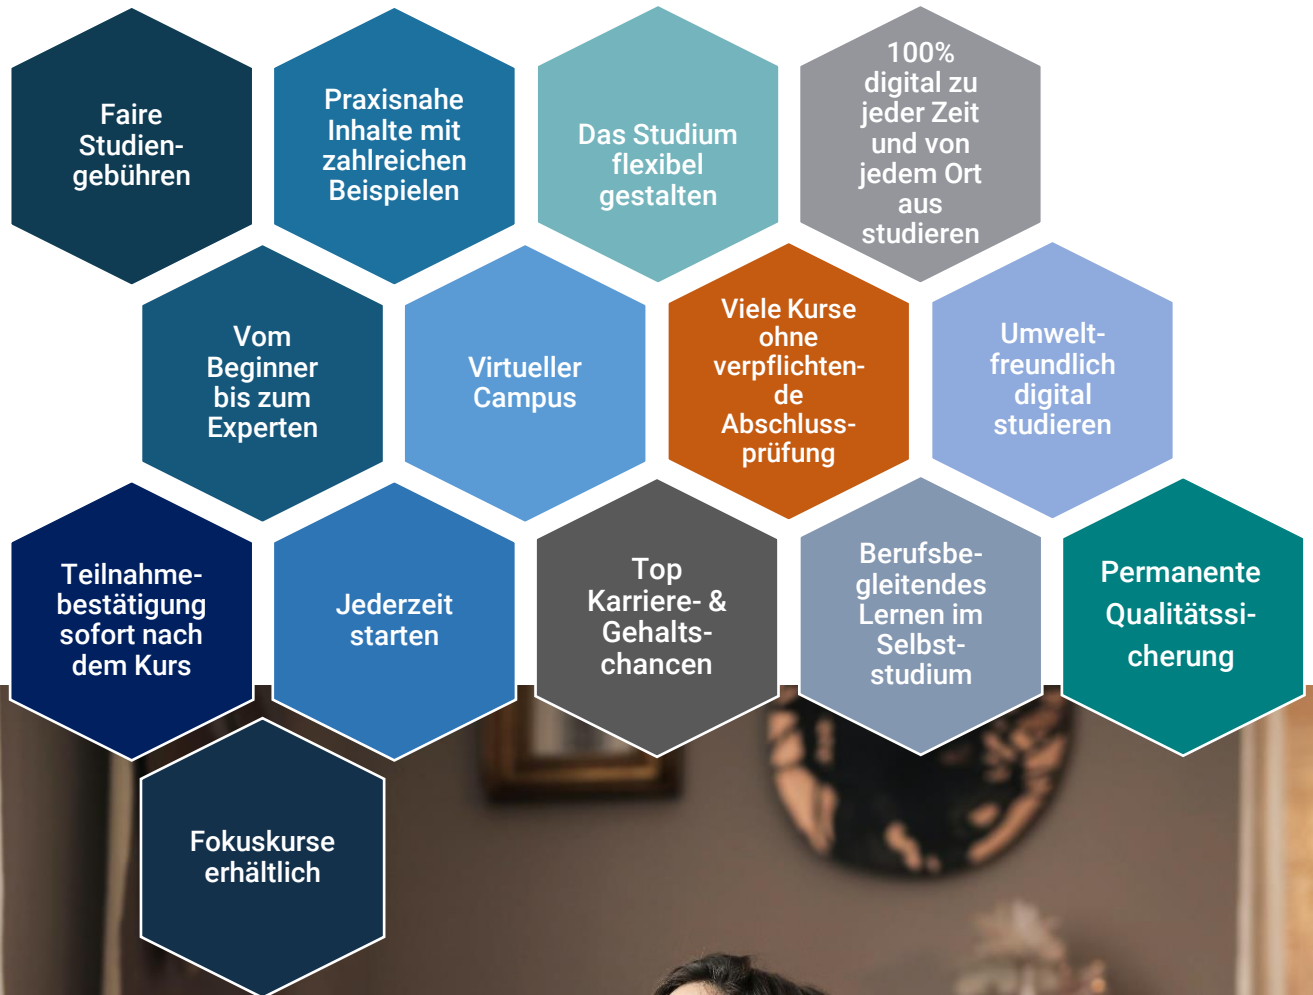 Faire
Studien-
gebühren
Praxisnahe
Inhalte mit
zahlreichen
Beispielen
Das Studium
flexibel
gestalten
100%
digital zu
jeder Zeit
und von
jedem Ort
aus
studieren
Vom
Beginner
bis zum
Experten
Virtueller
Campus
Viele Kurse
ohne
verpflichten-
de
Abschluss-
prüfung
Umwelt-
freundlich
digital
studieren
Teilnahme-
bestätigung
sofort nach
dem Kurs
Jederzeit
starten
Top
Karriere- &
Gehalts-
chancen
Berufsbe-
gleitendes
Lernen im
Selbst-
studium
Permanente
Qualitätssi-
cherung
Fokuskurse
erhältlich